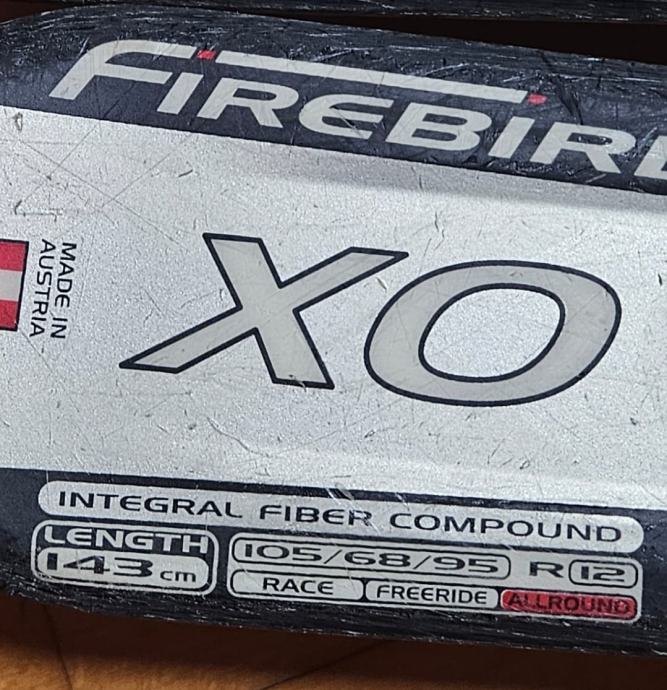 FIREBIRD
XO
MADE IN
AUSTRIA
INTEGRAL FIBER COMPOUND
LENGTH
143 cm
105/68/95 R 12
RACE FREERIDE ALLROUND